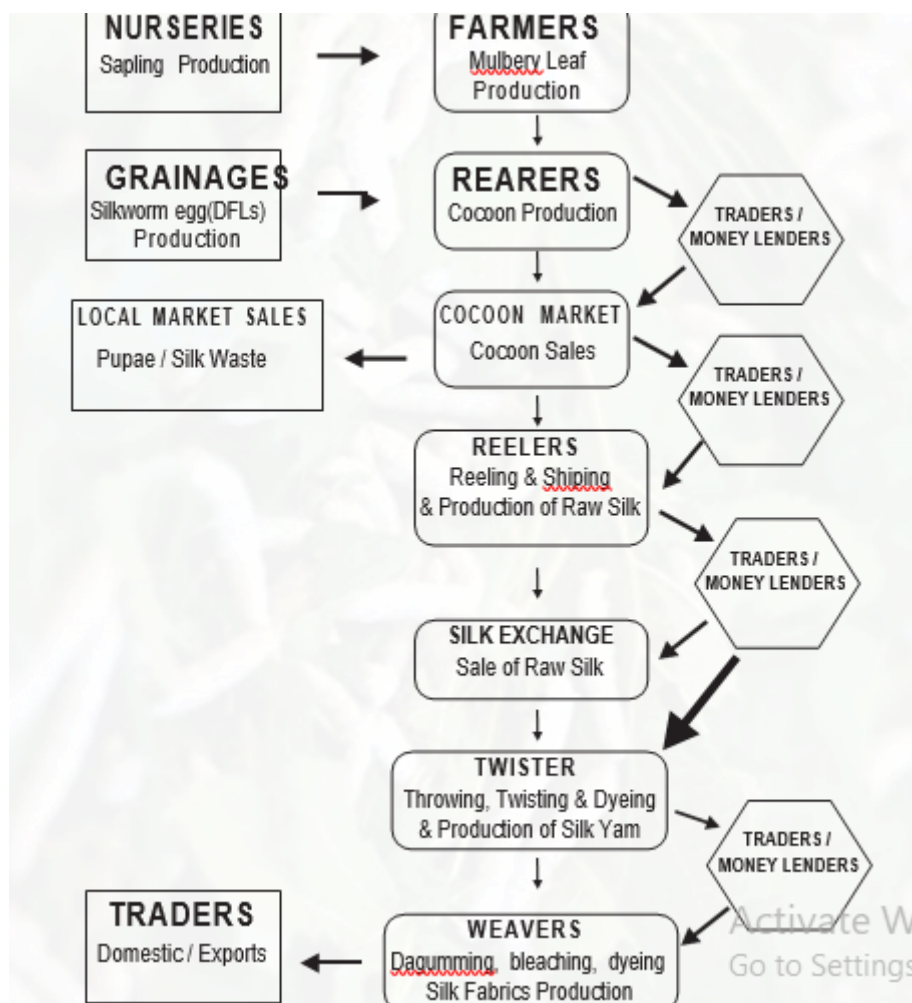 NURSERIES
Sapling Production
FARMERS
Mulbery Leaf
Production
GRAINAGES
Silkworm egg(DFLs)
Production
REARERS
Cocoon Production
TRADERS /
MONEY LENDERS
LOCAL MARKET SALES
Pupae / Silk Waste
COCOON MARKET
Cocoon Sales
TRADERS /
MONEY LENDERS
REELERS
Reeling & Shiping
& Production of Raw Silk
TRADERS /
MONEY LENDERS
SILK EXCHANGE
Sale of Raw Silk
TWISTER
Throwing, Twisting & Dyeing
& Production of Silk Yam
TRADERS /
MONEY LENDERS
TRADERS
Domestic / Exports
WEAVERS
Dagumming, bleaching, dyeing
Silk Fabrics Production
Activate W
Go to Settings